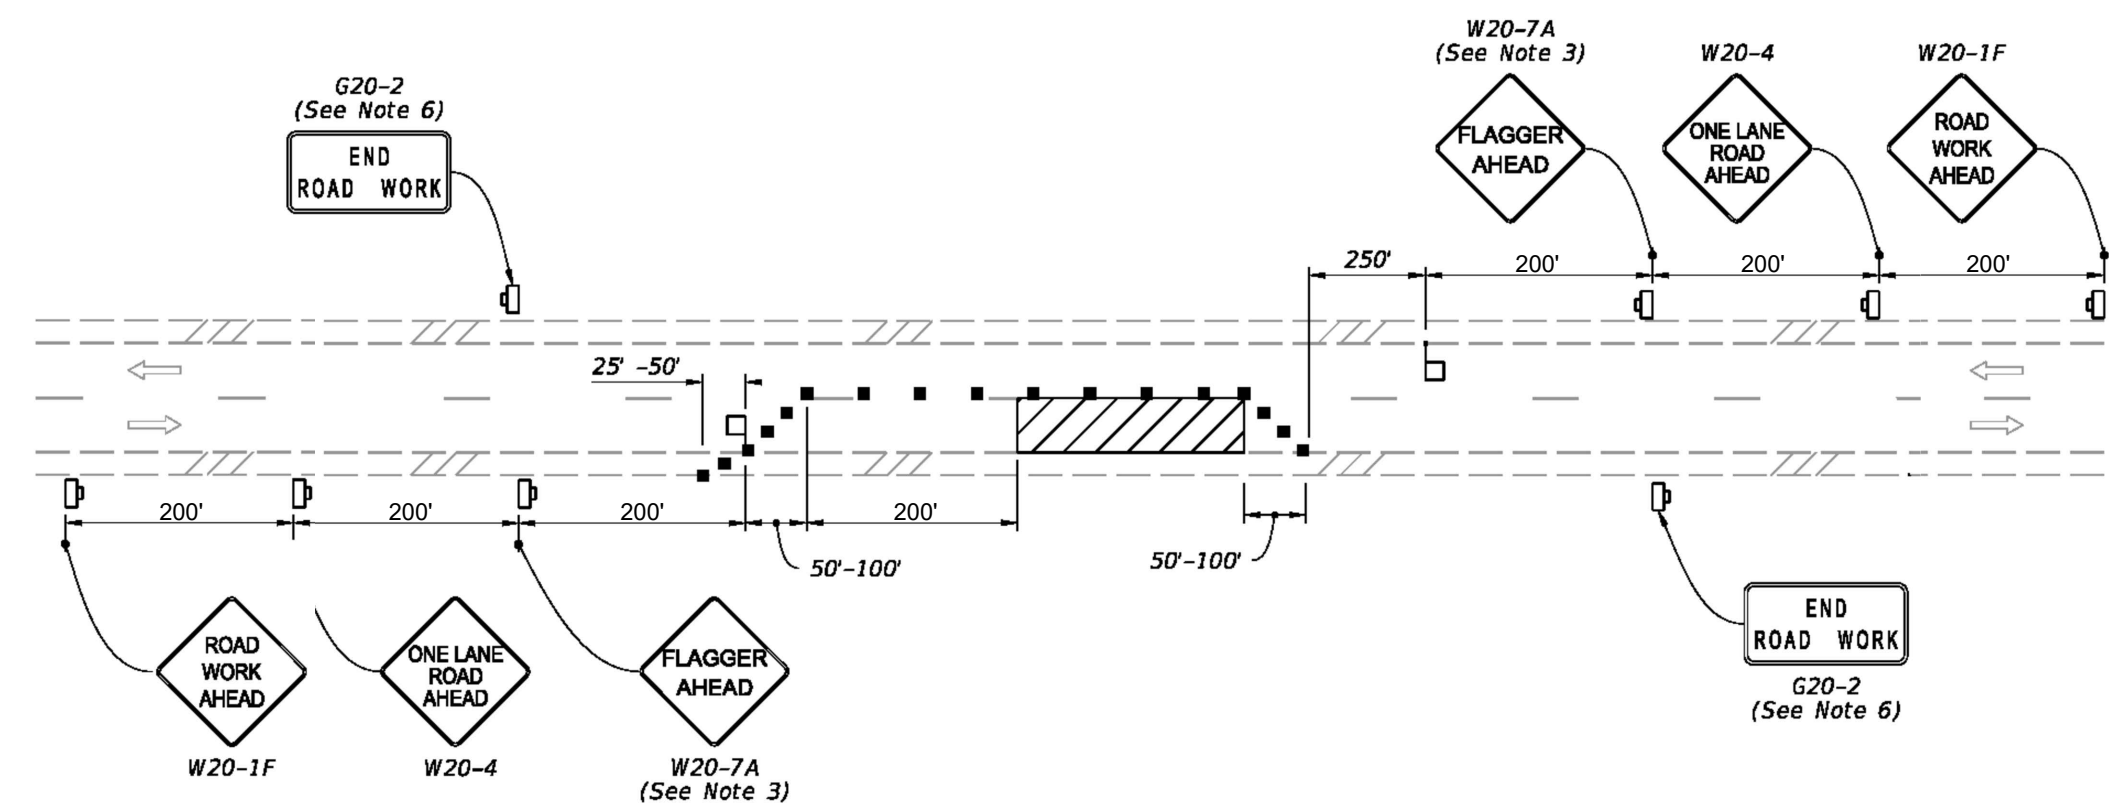 W20-7A
(See Note 3)
W20-4
W20-1F
G20-2
(See Note 6)
END
ROAD WORK
FLAGGER
AHEAD
ONE LANE
ROAD
AHEAD
ROAD
WORK
AHEAD
250'
200'
200'
200'
25' -50'
200'
200'
200'
200'
50'-100'
50'-100'
ROAD
WORK
AHEAD
ONE LANE
ROAD
AHEAD
FLAGGER
AHEAD
END
ROAD WORK
G20-2
(See Note 6)
W20-1F
W20-4
W20-7A
(See Note 3)